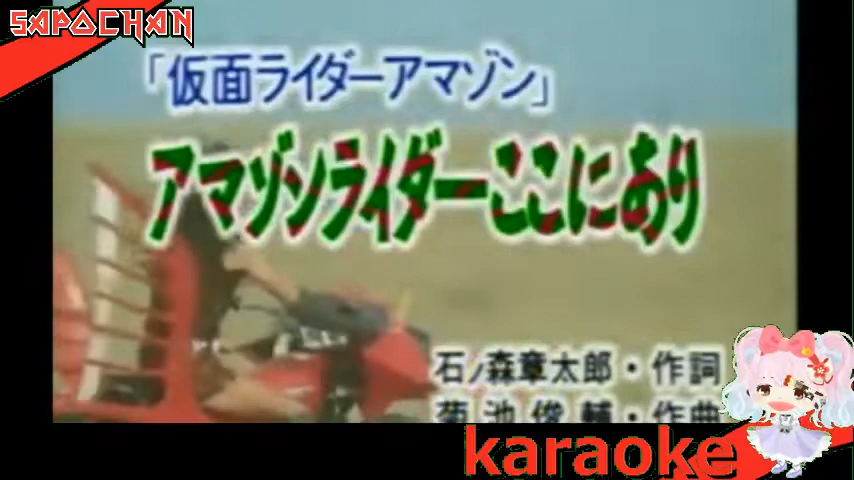 SAPOCHAN
「仮面ライダーアマゾン」
アマゾンライダーここにあり
石ノ森章太郎・作詞
菊池俊輔・作曲
karaoke